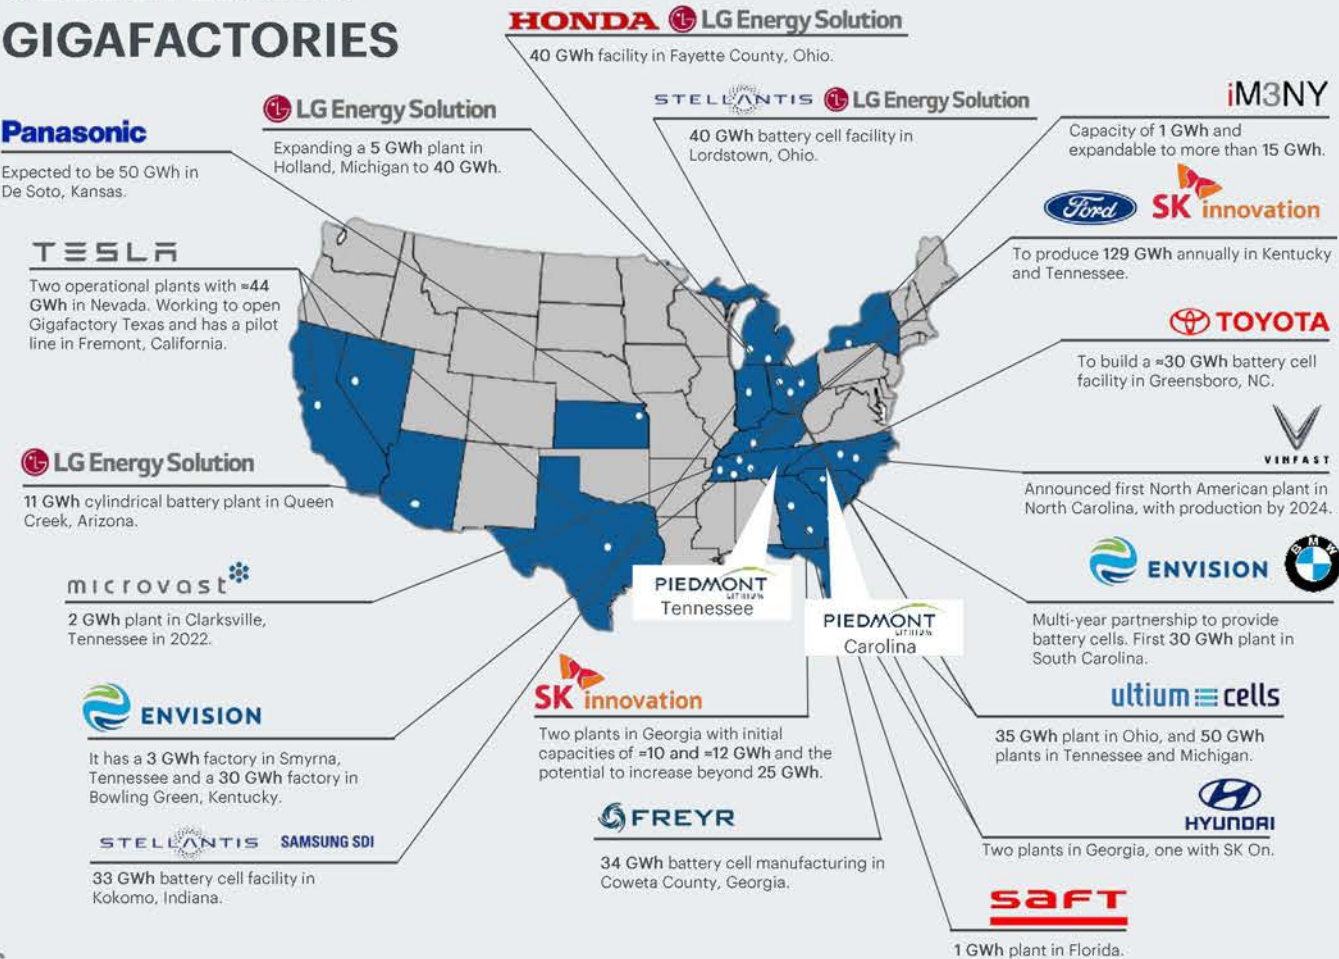 GIGAFACTORIES
HONDA LG Energy Solution
40 GWh facility in Fayette County, Ohio.
LG Energy Solution
Expanding a 5 GWh plant in
Holland, Michigan to 40 GWh.
STELLANTIS LG Energy Solution
40 GWh battery cell facility in
Lordstown, Ohio.
iM3NY
Capacity of 1 GWh and
expandable to more than 15 GWh.
Panasonic
Expected to be 50 GWh in
De Soto, Kansas.
Ford SK innovation
To produce 129 GWh annually in Kentucky
and Tennessee.
TESLA
Two operational plants with ≈44
GWh in Nevada. Working to open
Gigafactory Texas and has a pilot
line in Fremont, California.
TOYOTA
To build a ≈30 GWh battery cell
facility in Greensboro, NC.
VINFAST
Announced first North American plant in
North Carolina, with production by 2024.
LG Energy Solution
11 GWh cylindrical battery plant in Queen
Creek, Arizona.
ENVISION BMW
Multi-year partnership to provide
battery cells. First 30 GWh plant in
South Carolina.
microvast
2 GWh plant in Clarksville,
Tennessee in 2022.
PIEDMONT
LITHIUM
Tennessee
PIEDMONT
LITHIUM
Carolina
ENVISION
It has a 3 GWh factory in Smyrna,
Tennessee and a 30 GWh factory in
Bowling Green, Kentucky.
SK innovation
Two plants in Georgia with initial
capacities of ≈10 and ≈12 GWh and the
potential to increase beyond 25 GWh.
ultium cells
35 GWh plant in Ohio, and 50 GWh
plants in Tennessee and Michigan.
HYUNDAI
Two plants in Georgia, one with SK On.
STELLANTIS SAMSUNG SDI
33 GWh battery cell facility in
Kokomo, Indiana.
FREYR
34 GWh battery cell manufacturing in
Coweta County, Georgia.
saft
1 GWh plant in Florida.